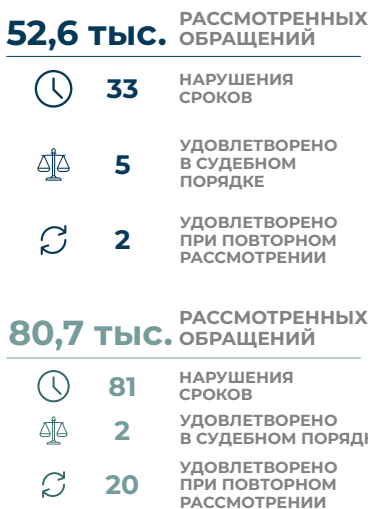 52,6 тыс. РАССМОТРЕННЫХ
ОБРАЩЕНИЙ
33 НАРУШЕНИЯ
СРОКОВ
5 УДОВЛЕТВОРЕНО
В СУДЕБНОМ
ПОРЯДКЕ
2 УДОВЛЕТВОРЕНО
ПРИ ПОВТОРНОМ
РАССМОТРЕНИИ
80,7 тыс. РАССМОТРЕННЫХ
ОБРАЩЕНИЙ
81 НАРУШЕНИЯ
СРОКОВ
2 УДОВЛЕТВОРЕНО
В СУДЕБНОМ ПОРЯД
20 УДОВЛЕТВОРЕНО
ПРИ ПОВТОРНОМ
РАССМОТРЕНИИ